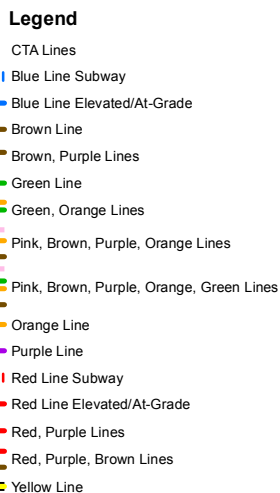 Legend
CTA Lines
Blue Line Subway
Blue Line Elevated/At-Grade
Brown Line
Brown, Purple Lines
Green Line
Green, Orange Lines
Pink, Brown, Purple, Orange Lines
Pink, Brown, Purple, Orange, Green Lines
Orange Line
Purple Line
Red Line Subway
Red Line Elevated/At-Grade
Red, Purple Lines
Red, Purple, Brown Lines
Yellow Line